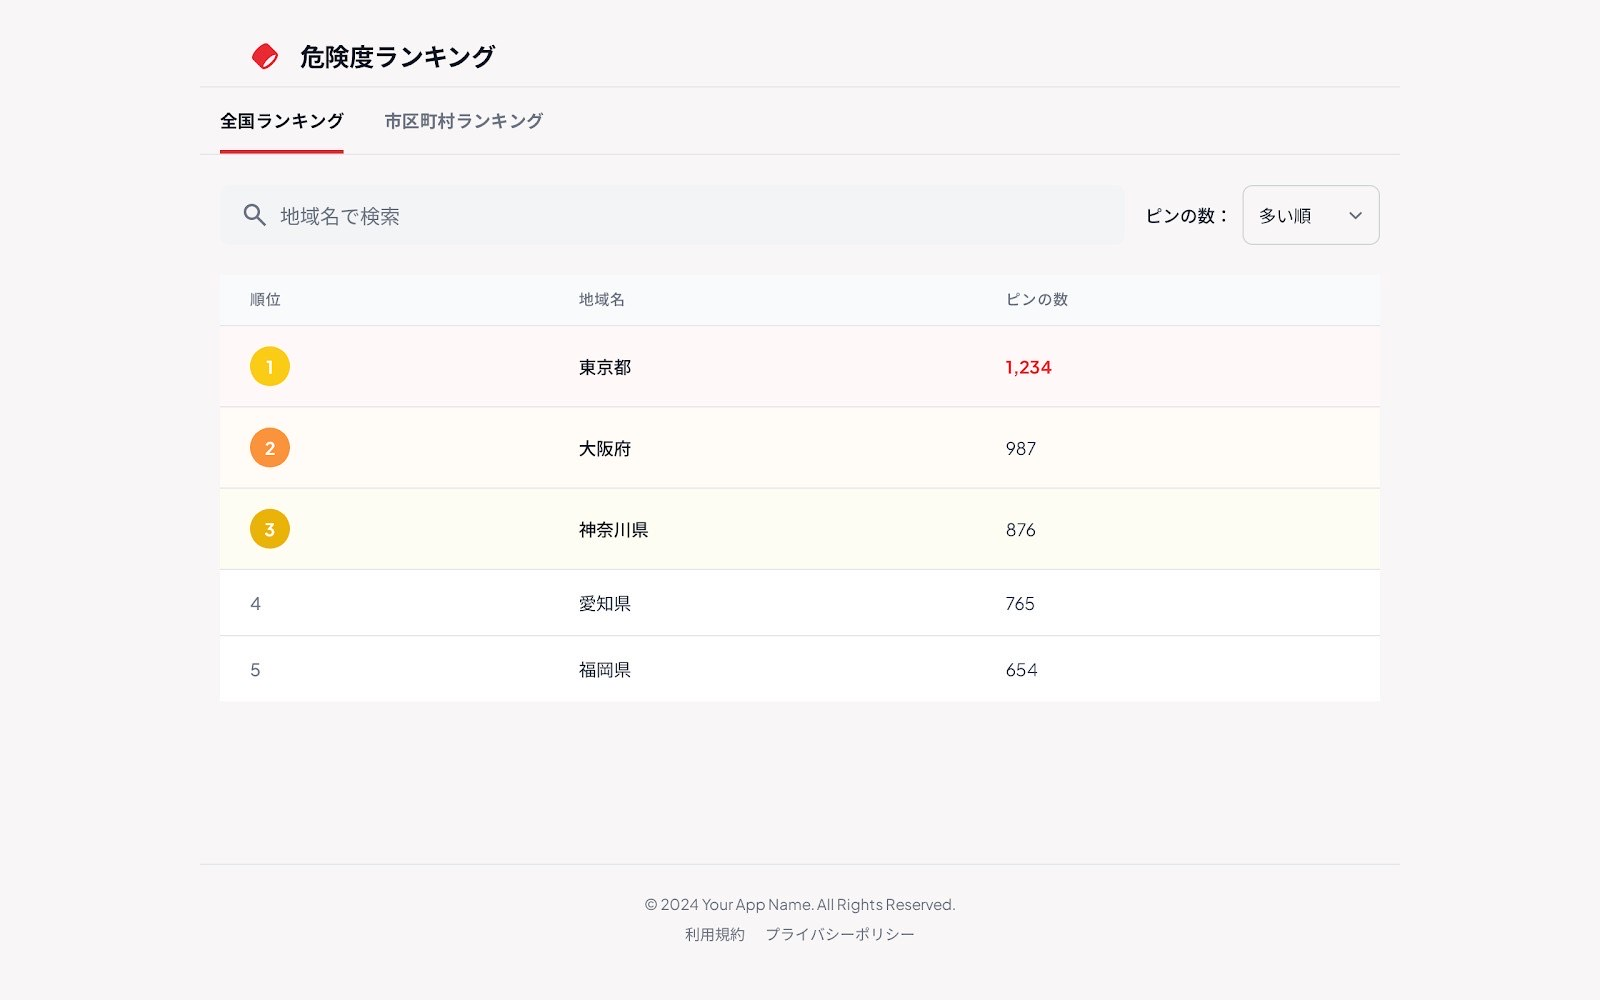 危険度ランキング
全国ランキング 市区町村ランキング
地域名で検索 ピンの数： 多い順
順位 地域名 ピンの数
1 東京都 1,234
2 大阪府 987
3 神奈川県 876
4 愛知県 765
5 福岡県 654
© 2024 Your App Name. All Rights Reserved.
利用規約 プライバシーポリシー